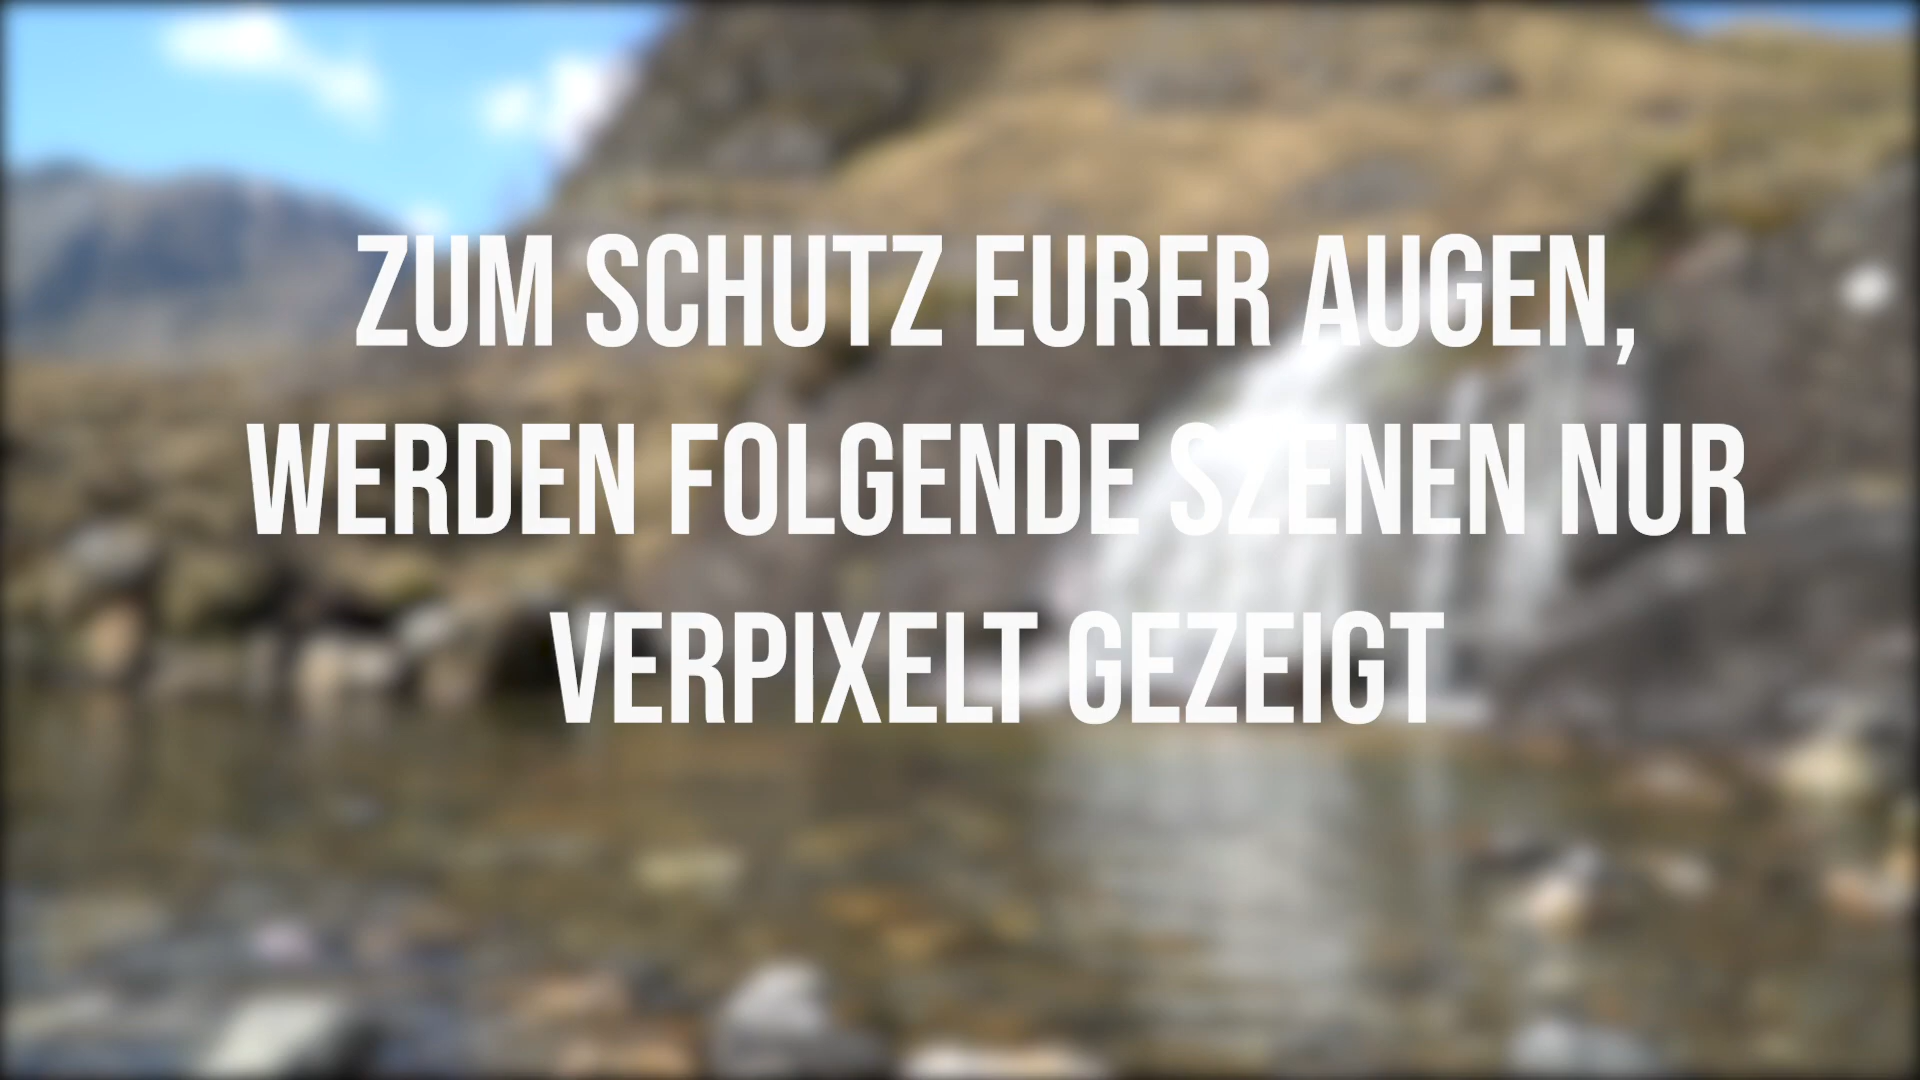 ZUM SCHUTZ EURER AUGEN,
WERDEN FOLGENDE SZENEN NUR
VERPIXELT GEZEIGT